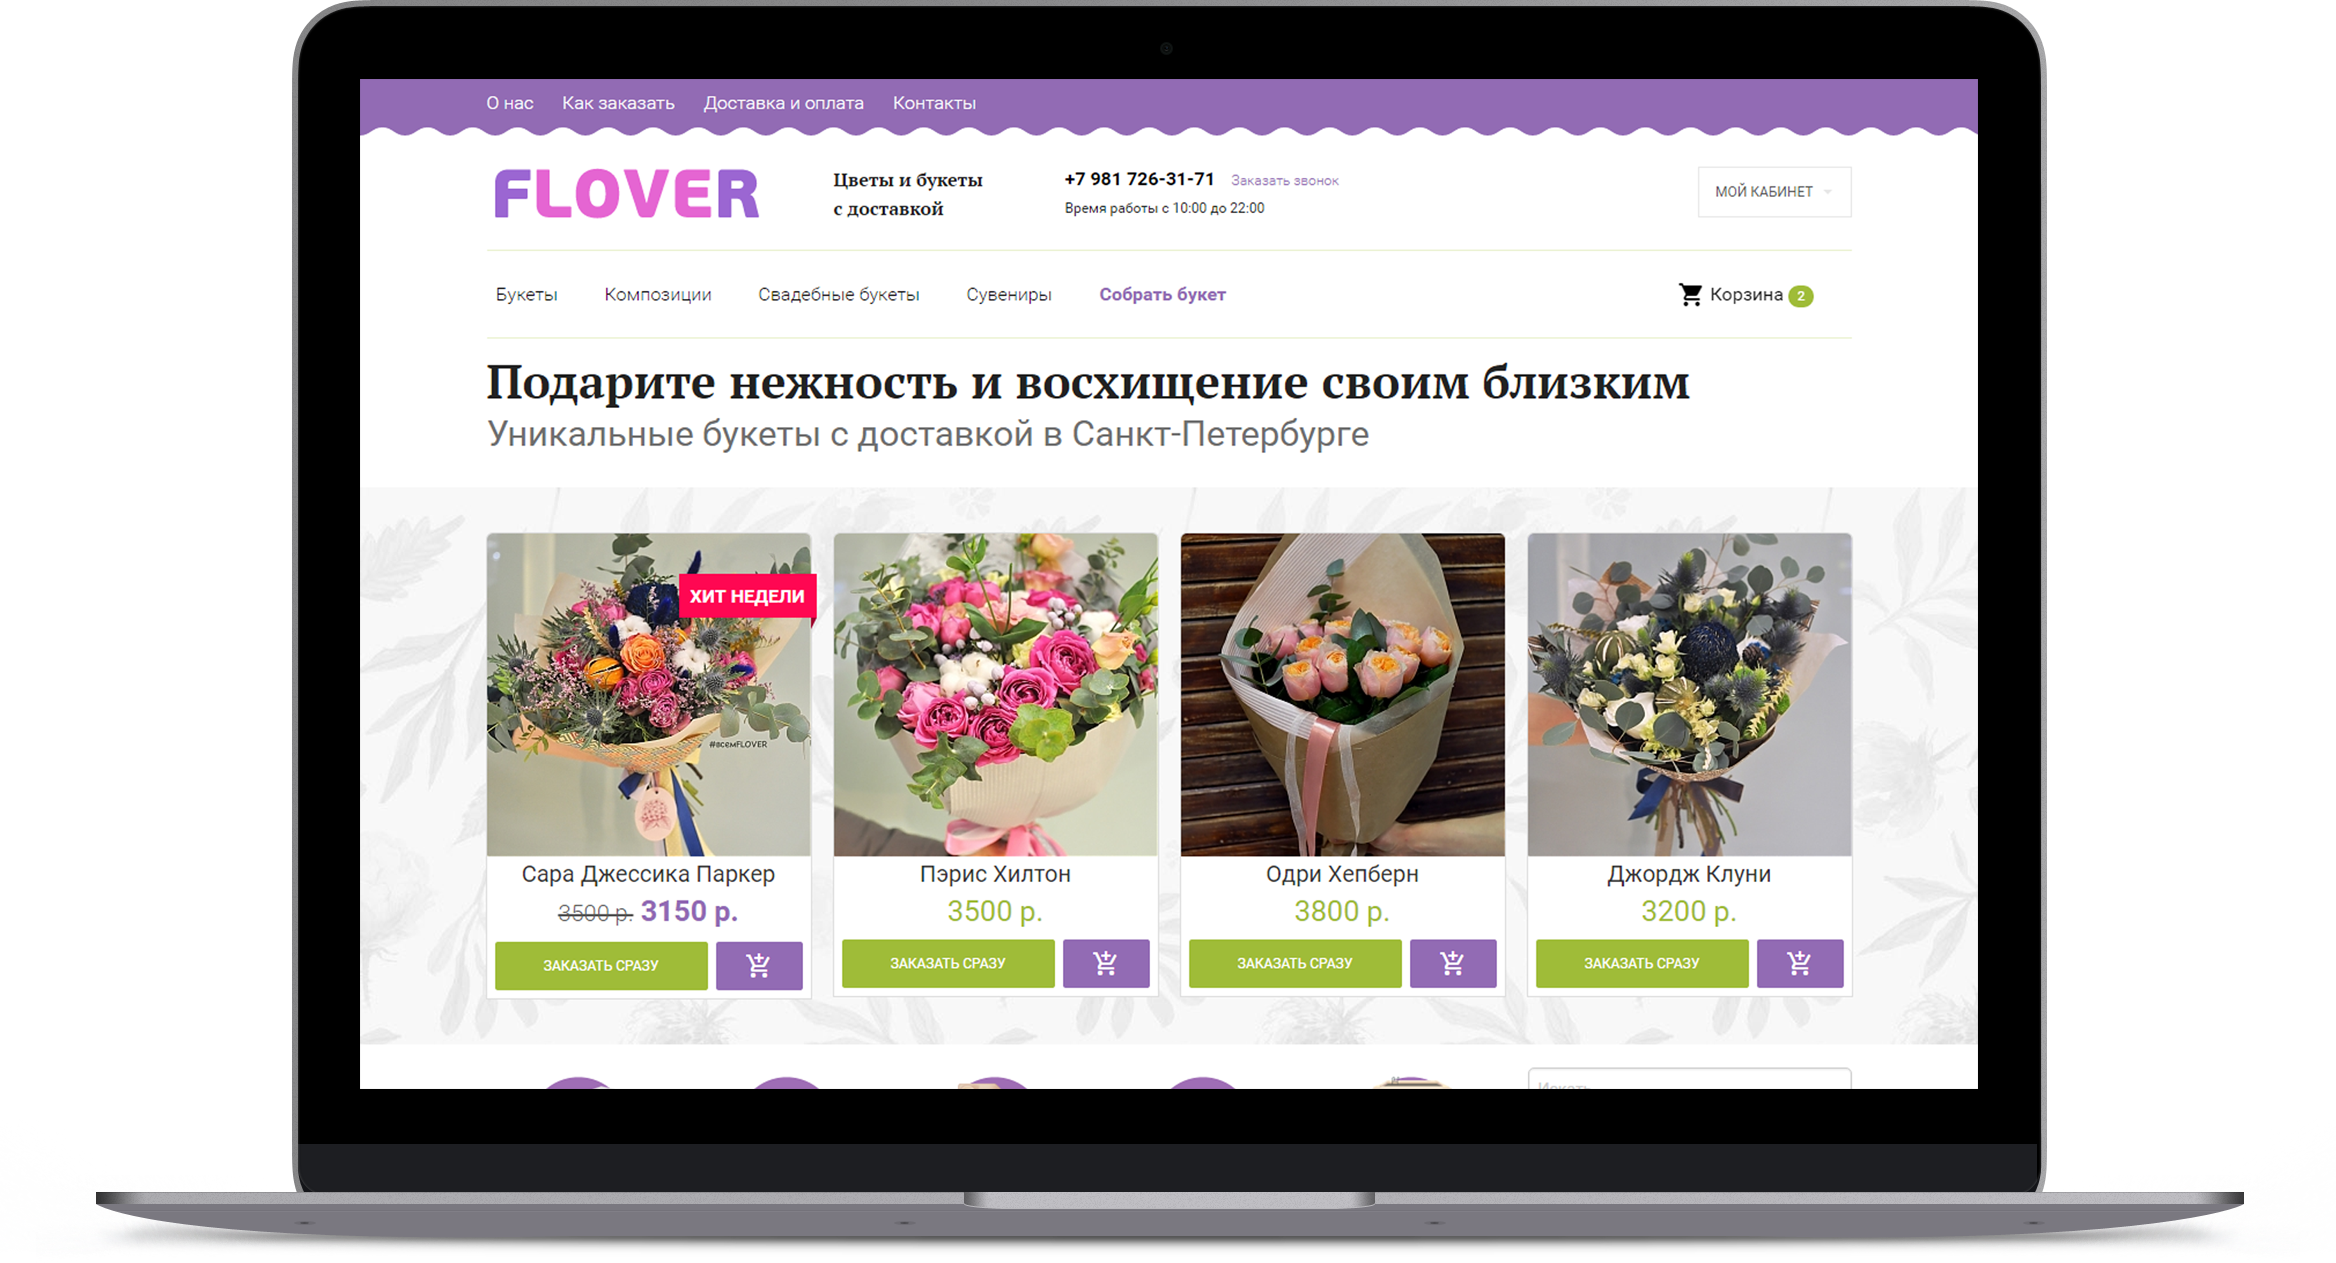 О нас Как заказать Доставка и оплата Контакты
FLOVER
Цветы и букеты
с доставкой
+7 981 726-31-71 Заказать звонок
Время работы с 10:00 до 22:00
МОЙ КАБИНЕТ
Букеты Композиции Свадебные букеты Сувениры Собрать букет
Корзина 2
Подарите нежность и восхищение своим близким
Уникальные букеты с доставкой в Санкт-Петербурге
ХИТ НЕДЕЛИ
#всемFLOVER
Сара Джессика Паркер
3500 р. 3150 р.
ЗАКАЗАТЬ СРАЗУ
Пэрис Хилтон
3500 р.
ЗАКАЗАТЬ СРАЗУ
Одри Хепберн
3800 р.
ЗАКАЗАТЬ СРАЗУ
Джордж Клуни
3200 р.
ЗАКАЗАТЬ СРАЗУ